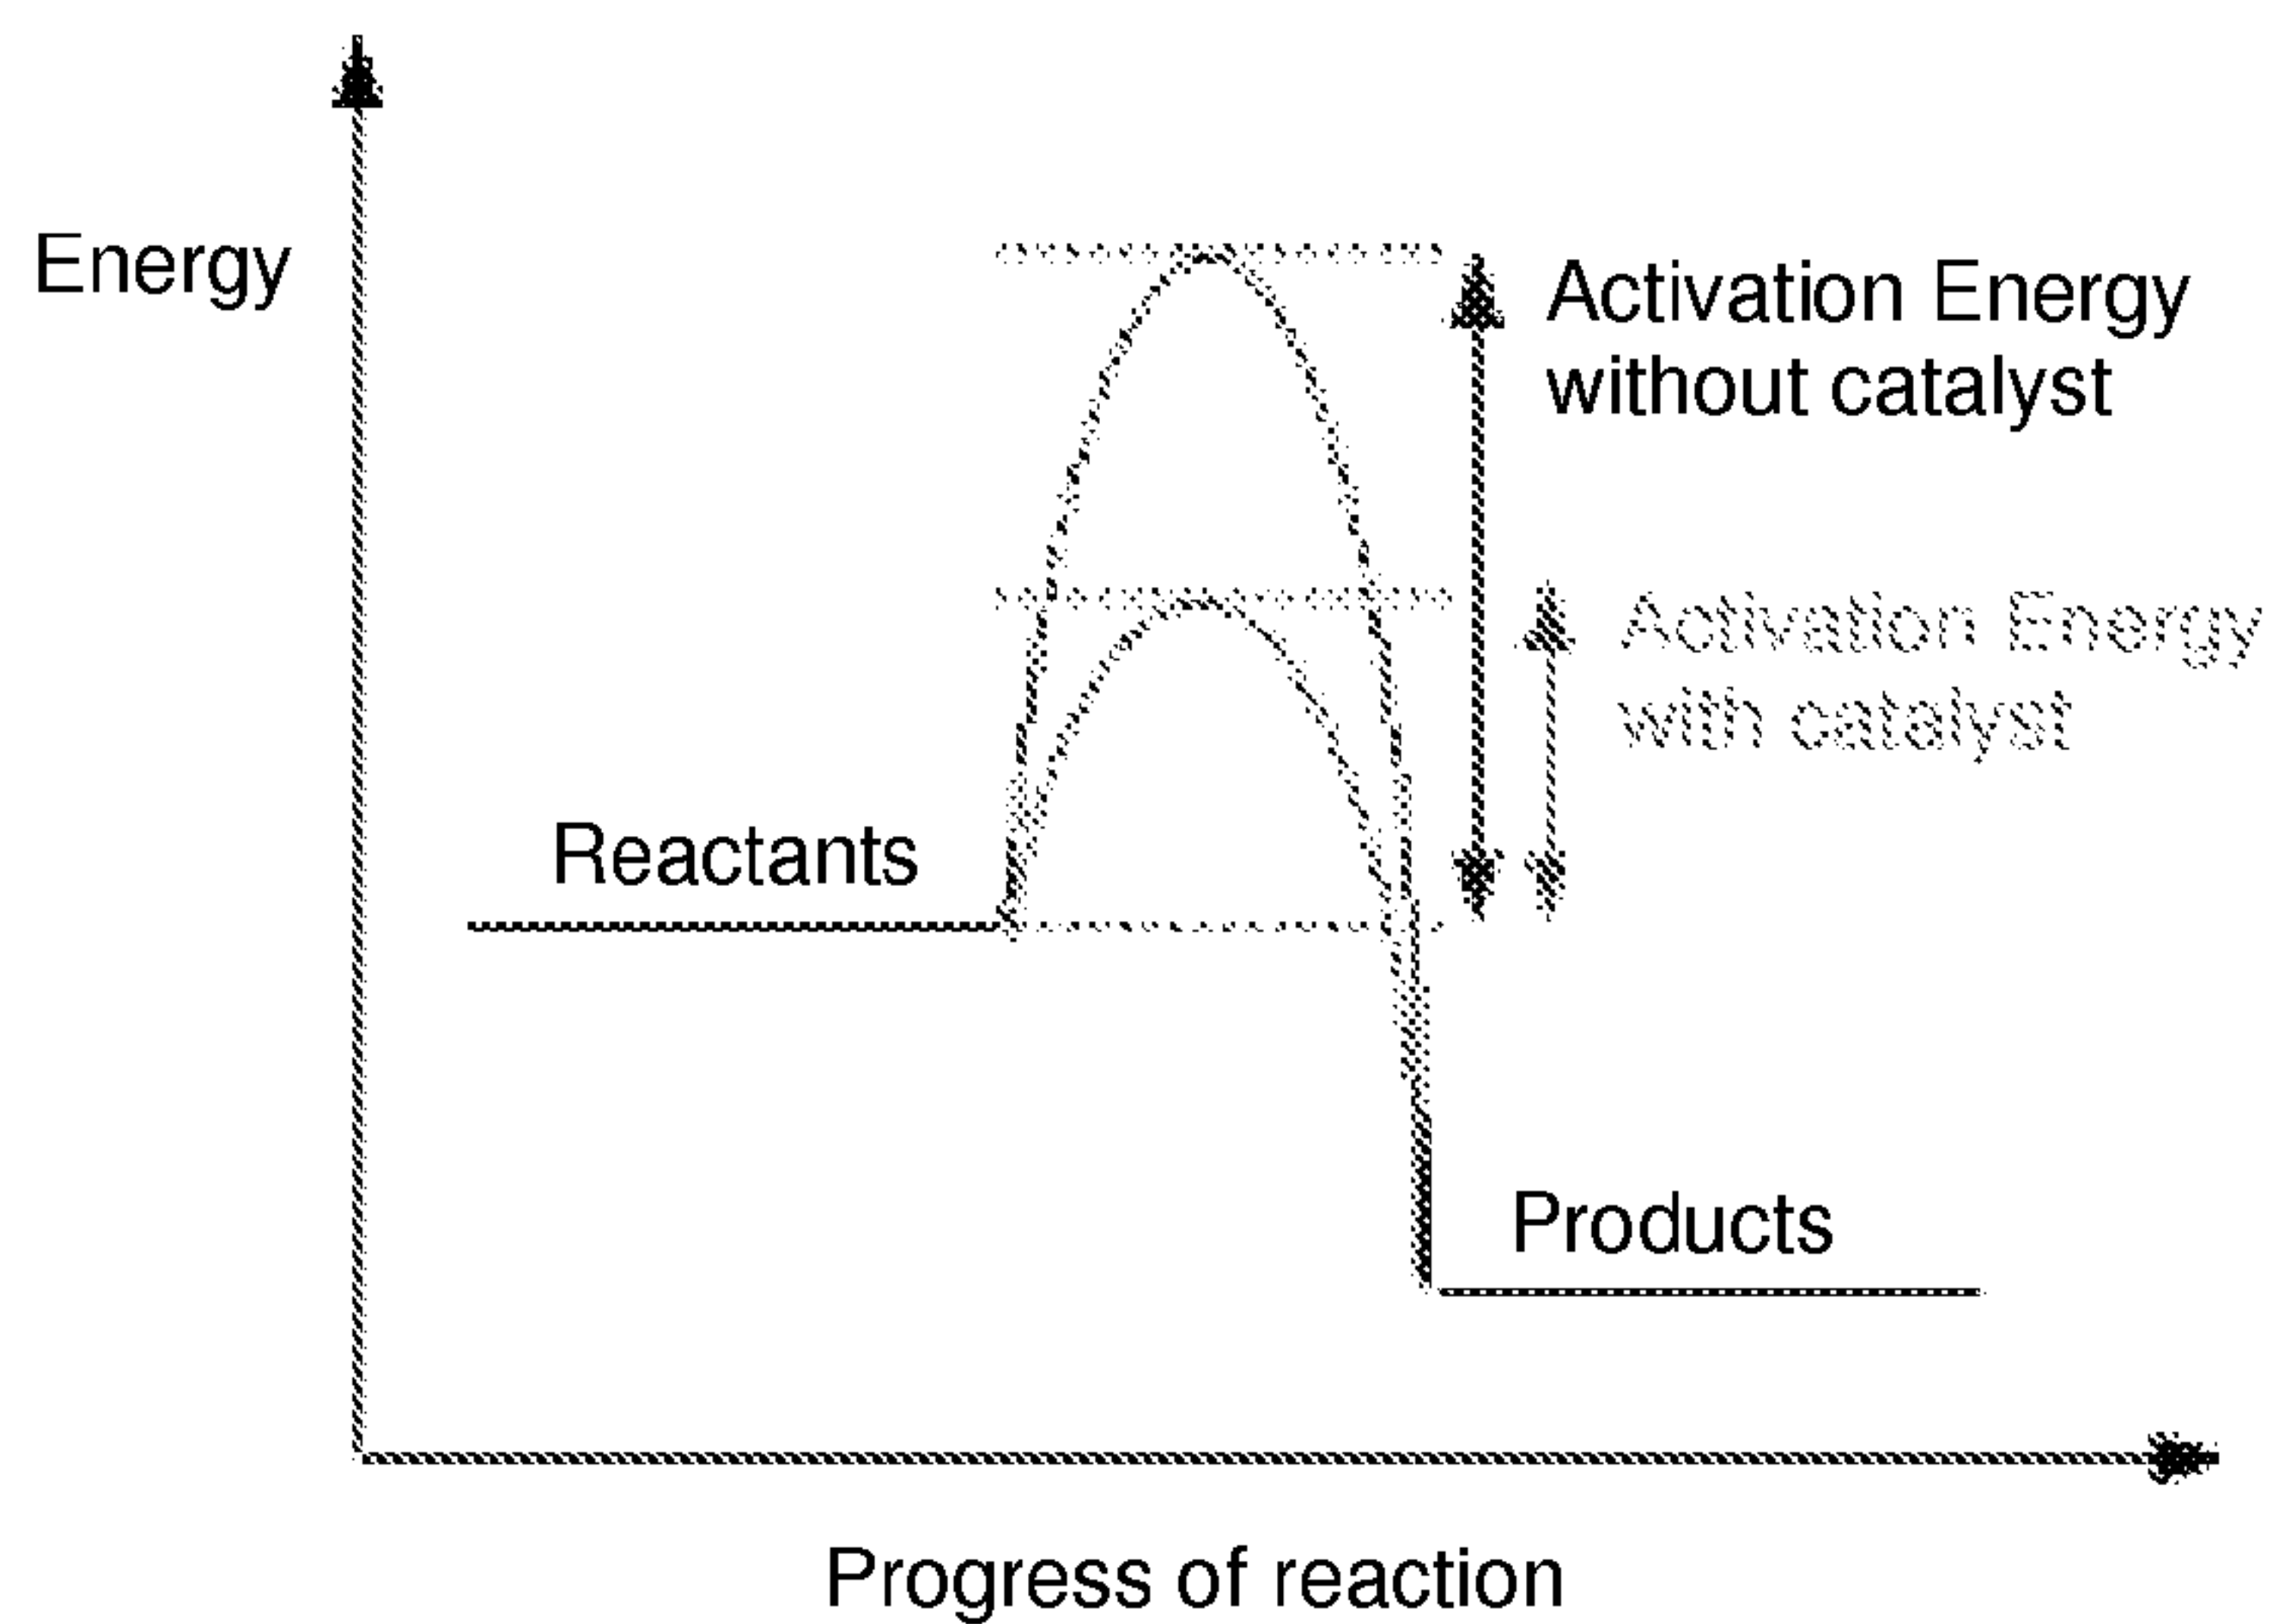 Energy
Activation Energy
without catalyst
Activation Energy
with catalyst
Reactants
Products
Progress of reaction